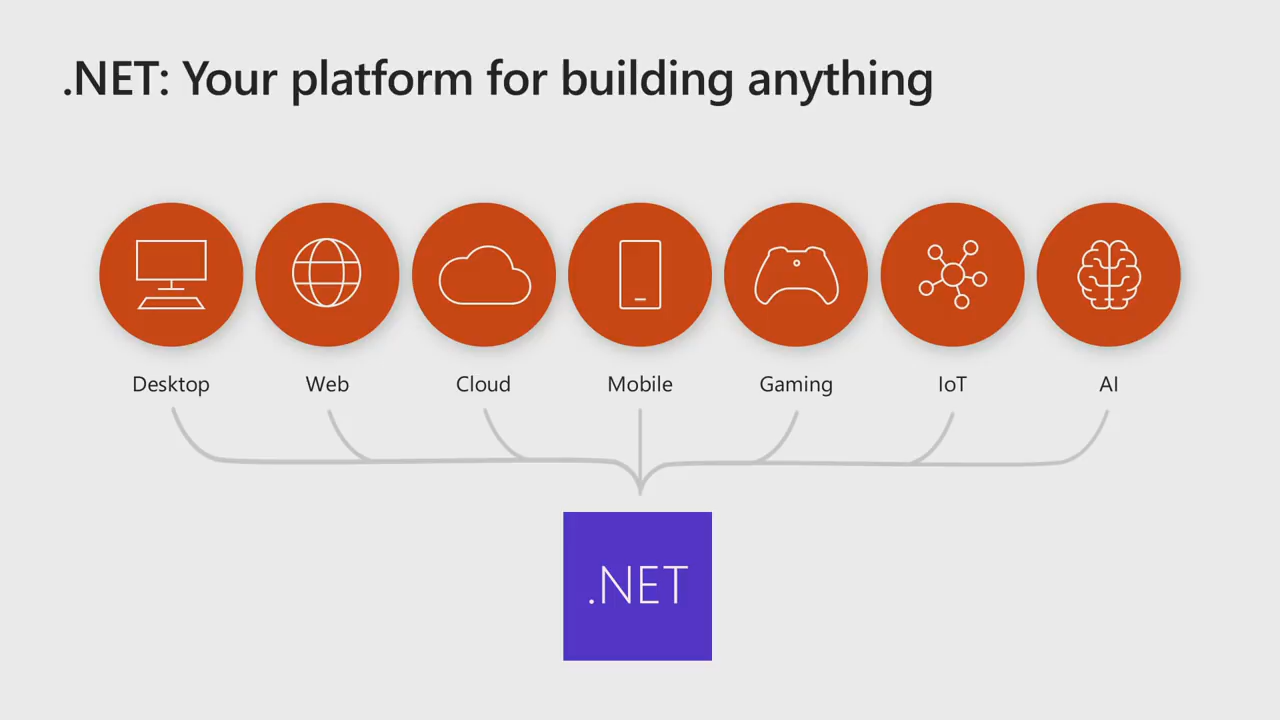 .NET: Your platform for building anything
Desktop
Web
Cloud
Mobile
Gaming
IoT
AI
.NET